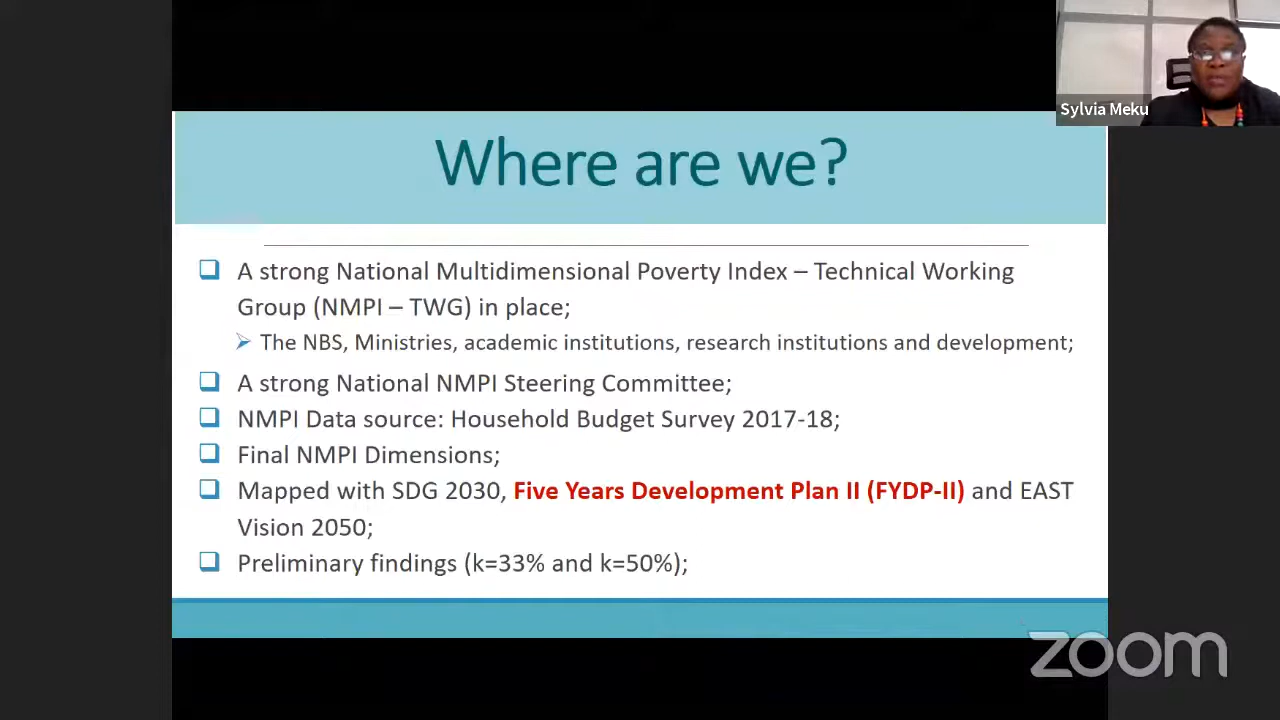 Sylvia Meku
Where are we?
A strong National Multidimensional Poverty Index – Technical Working
Group (NMPI – TWG) in place;
The NBS, Ministries, academic institutions, research institutions and development;
A strong National NMPI Steering Committee;
NMPI Data source: Household Budget Survey 2017-18;
Final NMPI Dimensions;
Mapped with SDG 2030, Five Years Development Plan II (FYDP-II) and EAST
Vision 2050;
Preliminary findings (k=33% and k=50%);
zoom